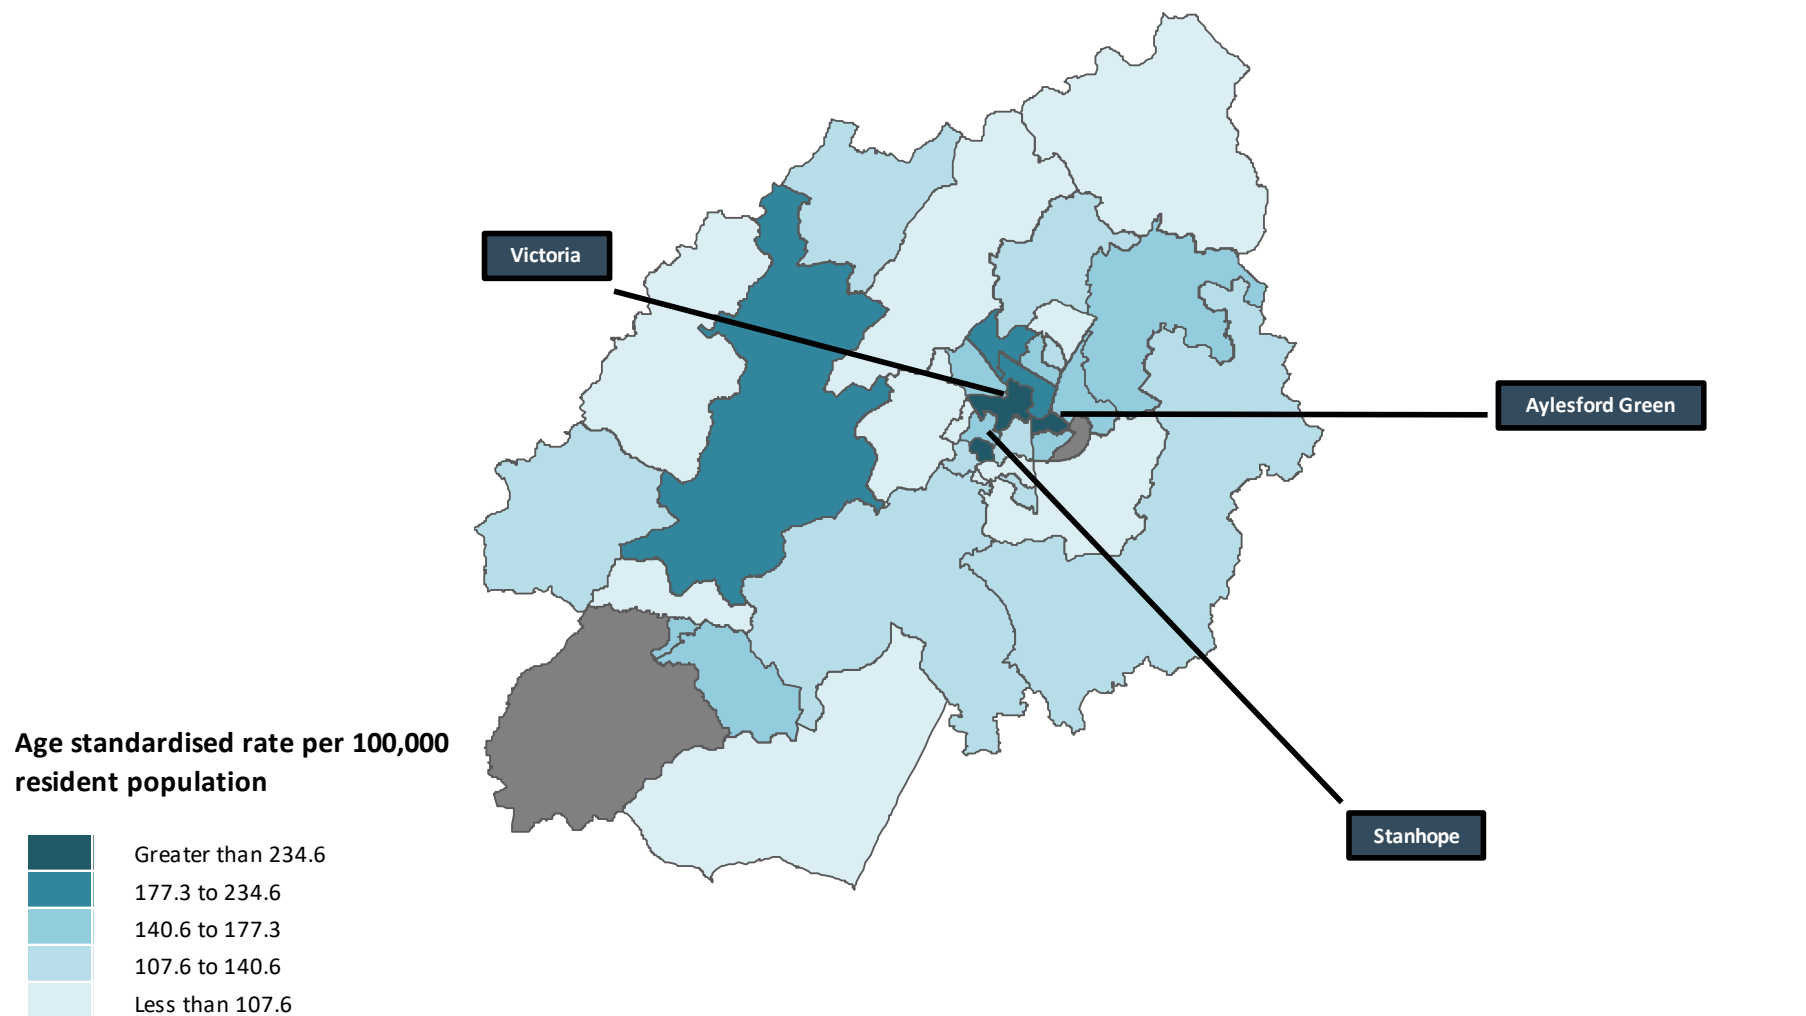 Victoria
Aylesford Green
Age standardised rate per 100,000
resident population
Stanhope
Greater than 234.6
177.3 to 234.6
140.6 to 177.3
107.6 to 140.6
Less than 107.6